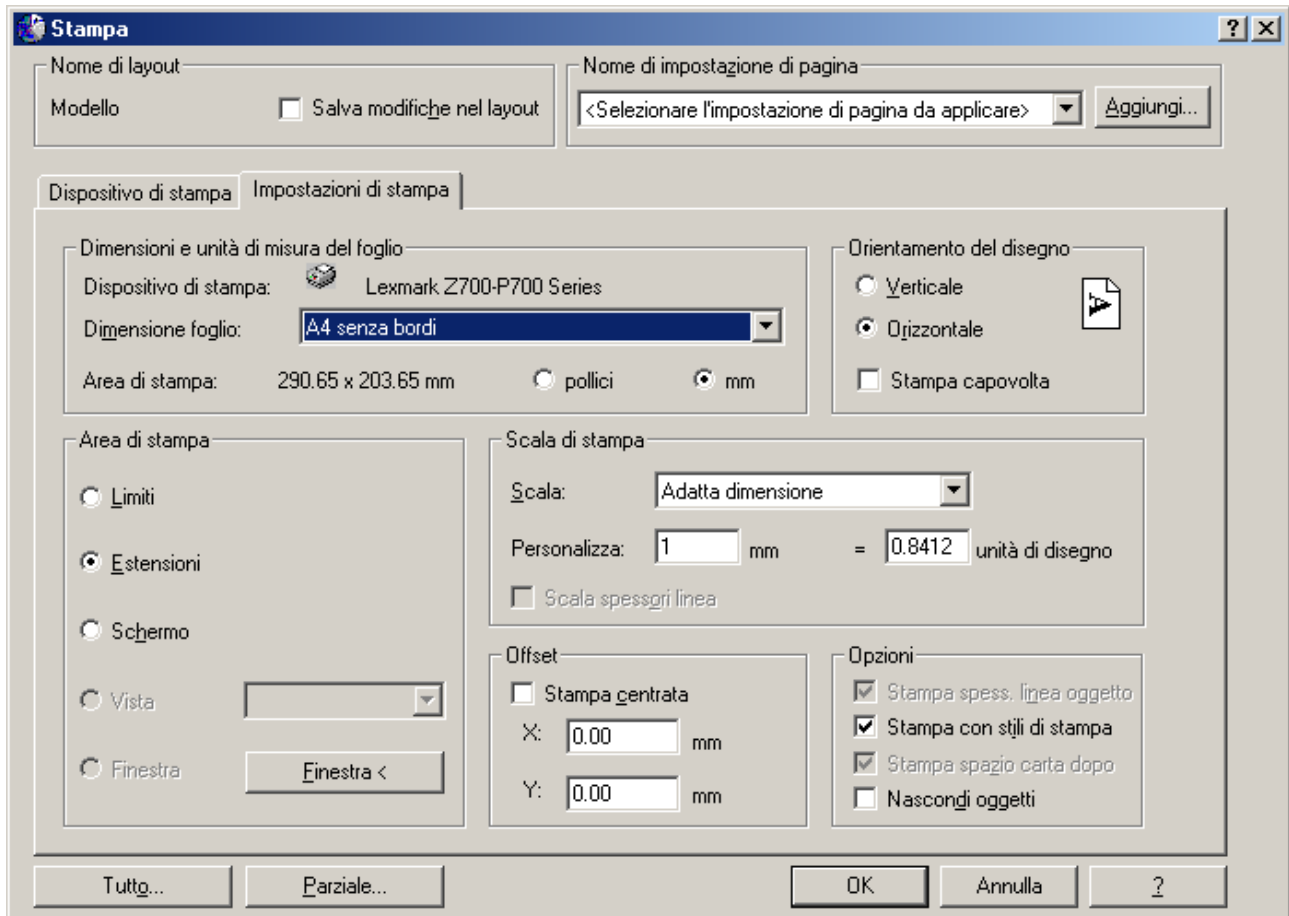 Stampa
Nome di layout
Modello
Salva modifiche nel layout
Nome di impostazione di pagina
<Selezionare l'impostazione di pagina da applicare>
Aggiungi...
Dispositivo di stampa
Impostazioni di stampa
Dimensioni e unità di misura del foglio
Dispositivo di stampa: Lexmark Z700-P700 Series
Dimensione foglio: A4 senza bordi
Area di stampa: 290.65 x 203.65 mm pollici mm
Orientamento del disegno
Verticale
Orizzontale
A
Stampa capovolta
Area di stampa
Limiti
Estensioni
Schermo
Vista
Finestra
Finestra <
Scala di stampa
Scala: Adatta dimensione
Personalizza: 1 mm = 0.8412 unità di disegno
Scala spessori linea
Offset
Stampa centrata
X: 0.00 mm
Y: 0.00 mm
Opzioni
Stampa spess. linea oggetto
Stampa con stili di stampa
Stampa spazio carta dopo
Nascondi oggetti
Tutto...
Parziale...
OK
Annulla
?